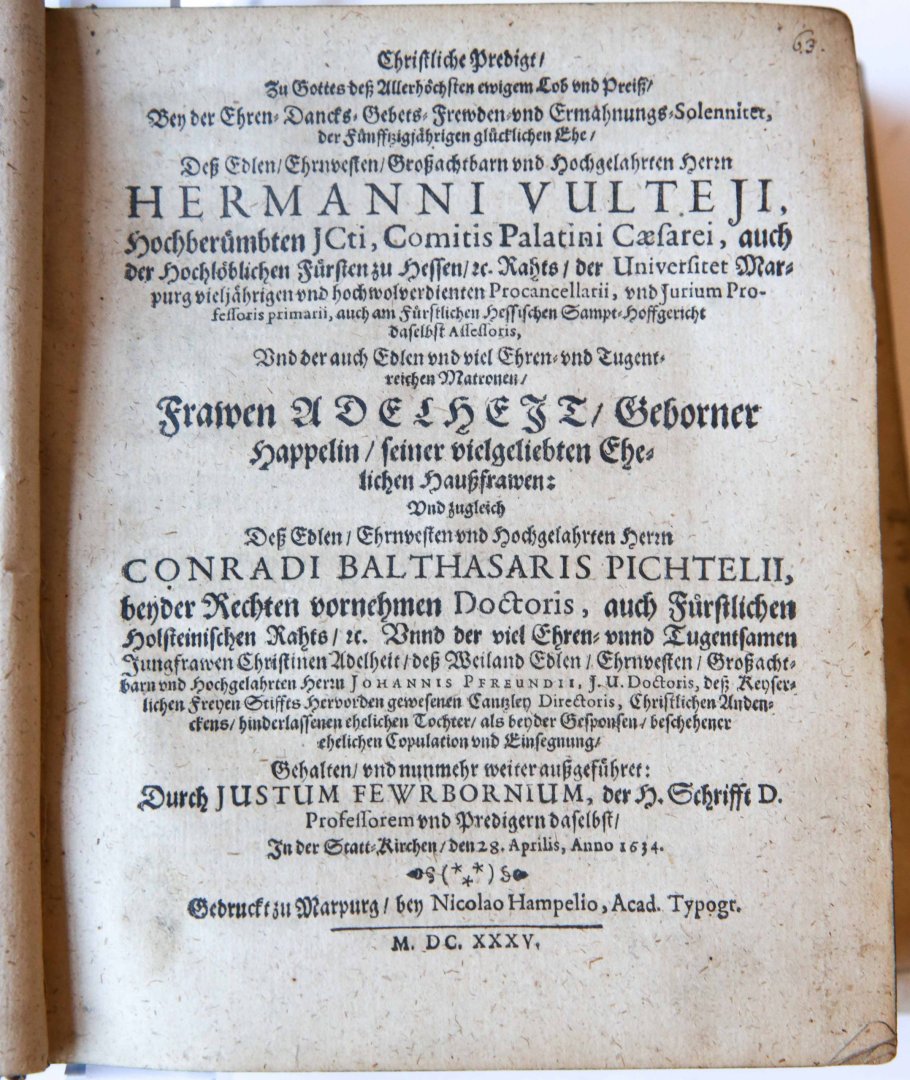 63.
Christliche Predigt/
Zu Gottes deß Allerhöchsten ewigem Lob vnd Preiß/
Bey der Ehren- Dancks- Gebets- Frewden- vnd Ermahnungs-Solennitet,
der Fünfftzigjährigen glücklichen Ehe/
Deß Edlen/ Ehrnvesten/ Großachtbarn vnd Hochgelahrten Herrn
HERMANNI VULTEJI,
Hochberümbten JCti, Comitis Palatini Cæsarei, auch
der Hochlöblichen Fürsten zu Hessen/ ꝛc. Rahts/ der Universitet Mar-
purg vieljährigen vnd hochwolverdienten Procancellarii, vnd Jurium Pro-
fessoris primarii, auch am Fürstlichen Hessischen Sampt-Hoffgericht
daselbst Assessoris,
Vnd der auch Edlen vnd viel Ehren- vnd Tugent-
reichen Matronen/
Frawen ADELHEJT/ Geborner
Happelin/ seiner vielgeliebten Ehe-
lichen Haußfrawen:
Vnd zugleich
Deß Edlen/ Ehrnvesten vnd Hochgelahrten Herrn
CONRADI BALTHASARIS PICHTELII,
beyder Rechten vornehmen Doctoris, auch Fürstlichen
Holsteinischen Rahts/ ꝛc. Vnnd der viel Ehren- vnnd Tugentsamen
Jungfrawen Christinen Adelheit/ deß Weiland Edlen/ Ehrnvesten/ Großacht-
barn vnd Hochgelahrten Herrn JOHANNIS PFREUNDII, J. U. Doctoris, deß Keyser-
lichen Freyen Stiffts Hervorden gewesenen Cantzley Directoris, Christlichen Anden-
ckens/ hinderlassenen ehelichen Tochter/ als beyder Gesponsen/ beschehener
ehelichen Copulation vnd Einsegnung/
Gehalten/ vnd nunmehr weiter außgeführet:
Durch JUSTUM FEWRBORNIUM, der H. Schrifft D.
Professorem vnd Predigern daselbst/
In der Statt-Kirchen/ den 28. Aprilis, Anno 1634.
Gedruckt zu Marpurg/ bey Nicolao Hampelio, Acad. Typogr.
M. DC. XXXV.